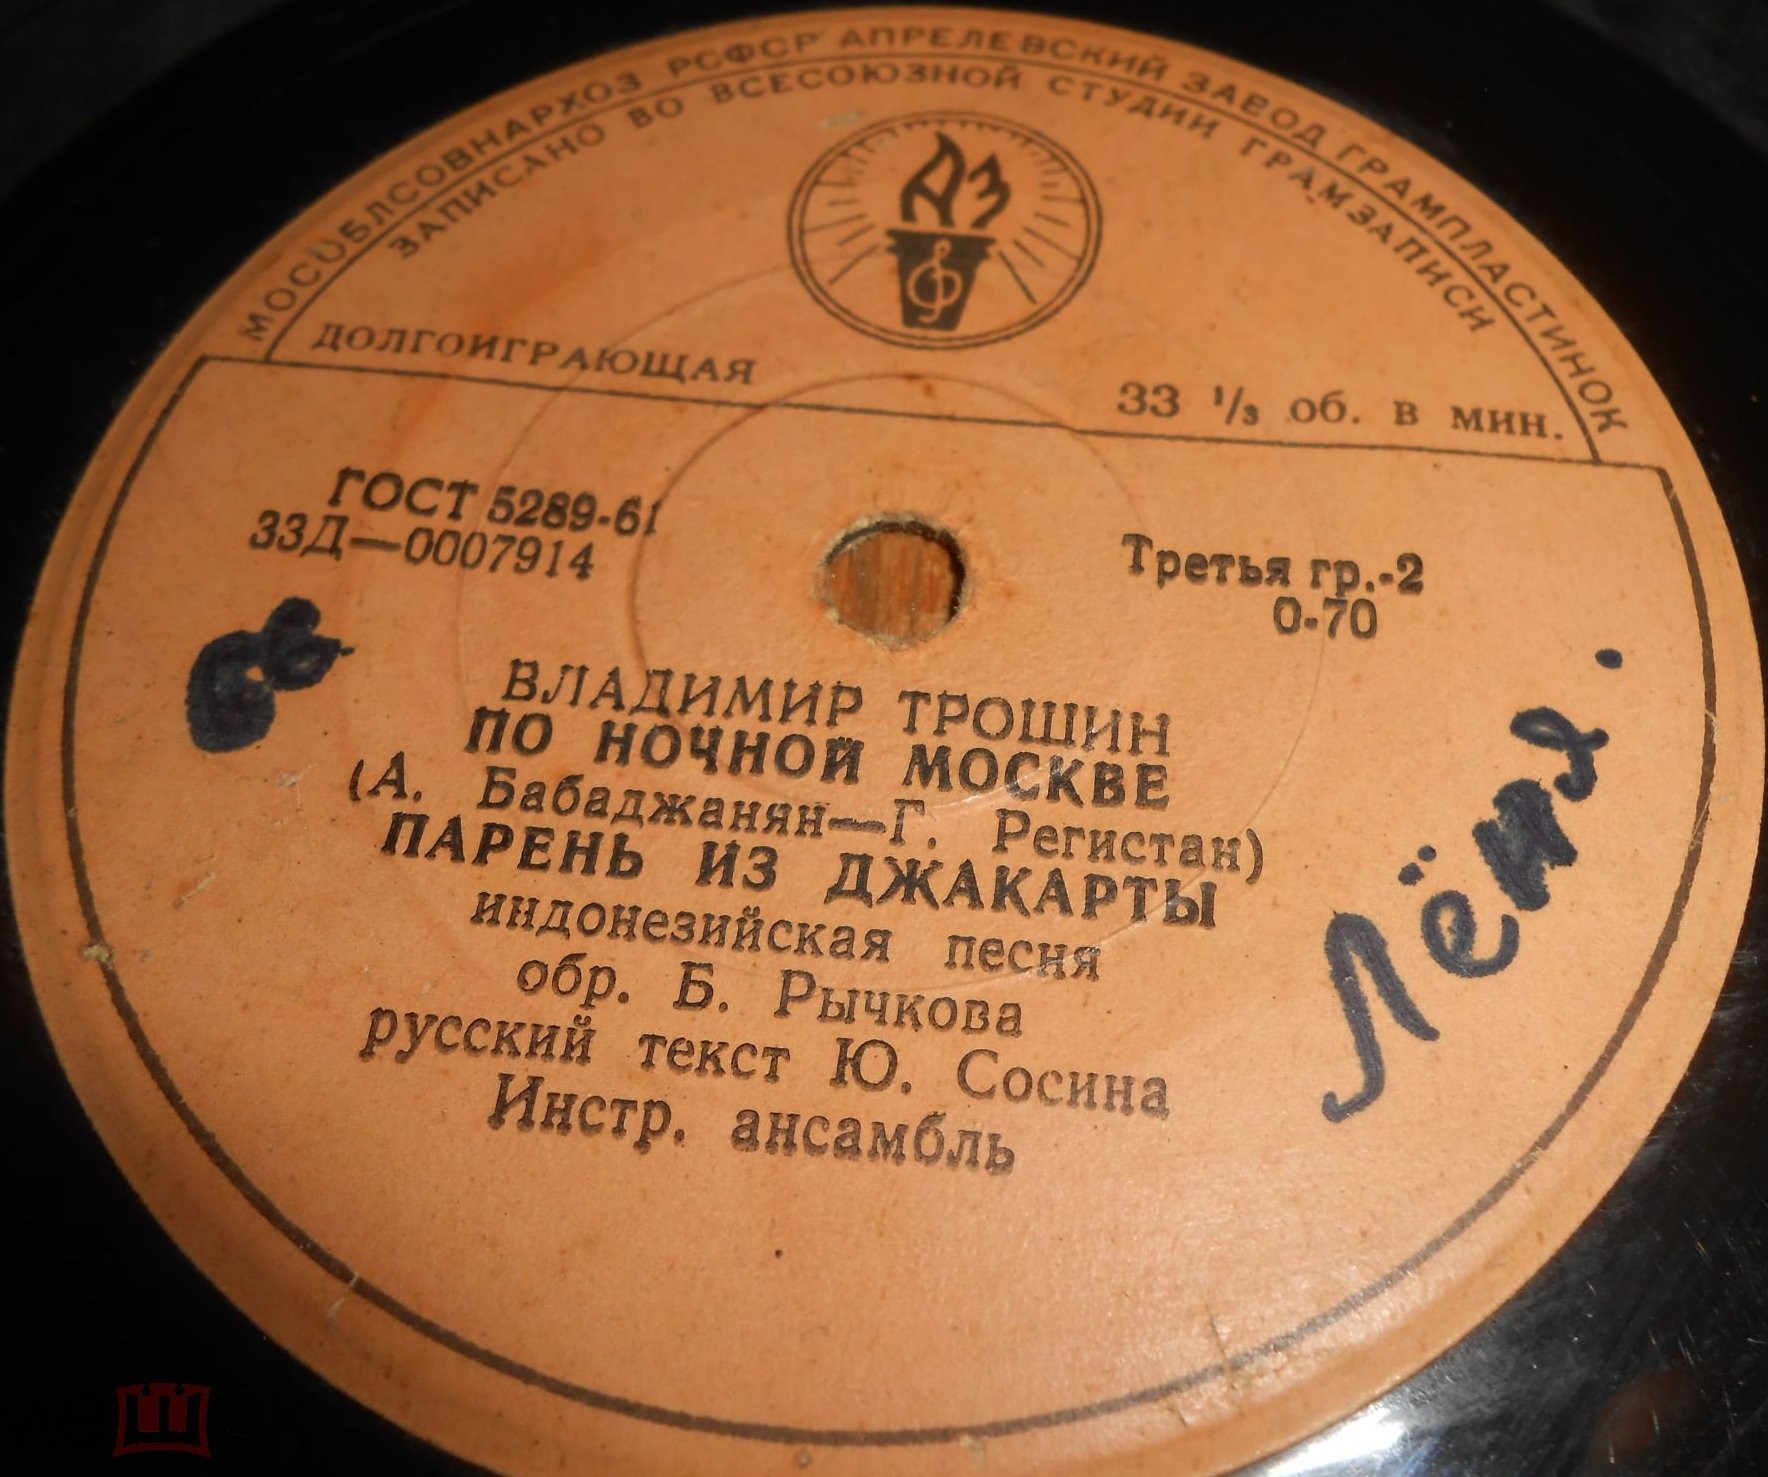 МОСОБЛСОВНАРХОЗ РСФСР АПРЕЛЕВСКИЙ ЗАВОД ГРАМПЛАСТИНОК
ЗАПИСАНО ВО ВСЕСОЮЗНОЙ СТУДИИ ГРАМЗАПИСИ
АЗ
ДОЛГОИГРАЮЩАЯ
33 1/3 об. в мин.
ГОСТ 5289-61
33Д—0007914
Третья гр.-2
0-70
ВЛАДИМИР ТРОШИН
ПО НОЧНОЙ МОСКВЕ
(А. Бабаджанян—Г. Регистан)
ПАРЕНЬ ИЗ ДЖАКАРТЫ
индонезийская песня
обр. Б. Рычкова
русский текст Ю. Сосина
Инстр. ансамбль
Лёня.